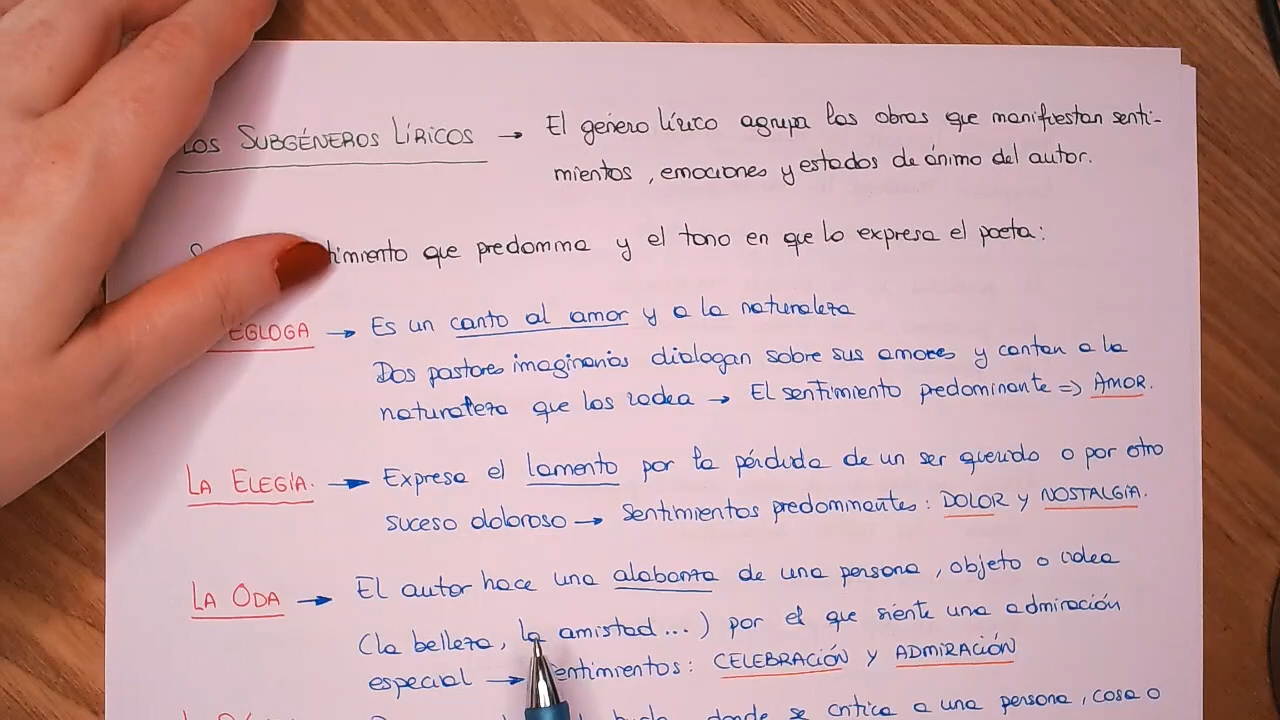 LOS SUBGÉNEROS LÍRICOS → El género lírico agrupa las obras que manifiestan senti-
mientos, emociones y estados de ánimo del autor.
que predomina y el tono en que lo expresa el poeta:
EGLOGA → Es un canto al amor y a la naturaleza
Dos pastores imaginarios dialogan sobre sus amores y cantan a la
naturaleza que los rodea → El sentimiento predominante => AMOR.
LA ELEGÍA. → Expresa el lamento por la pérdida de un ser querido o por otro
suceso doloroso → Sentimientos predominantes: DOLOR y NOSTALGIA.
LA ODA → El autor hace una alabanza de una persona, objeto o idea
(la belleza, la amistad...) por el que siente una admiración
especial → entimientos: CELEBRACIÓN y ADMIRACIÓN
donde se critica a una persona, cosa o